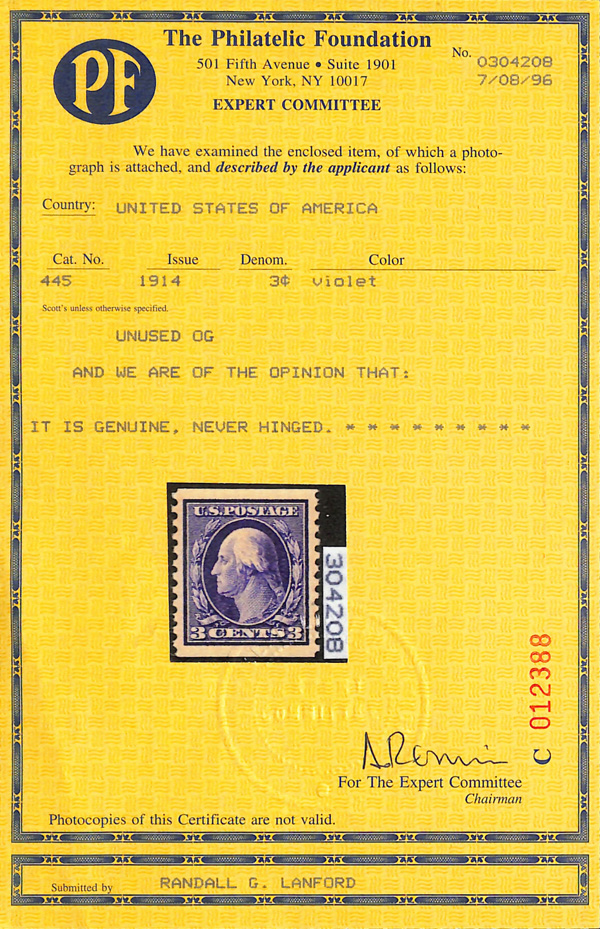 PF
The Philatelic Foundation
501 Fifth Avenue • Suite 1901
New York, NY 10017
EXPERT COMMITTEE
No. 0304208
7/08/96
We have examined the enclosed item, of which a photo-
graph is attached, and described by the applicant as follows:
Country: UNITED STATES OF AMERICA
Cat. No. Issue Denom. Color
445 1914 3¢ violet
Scott's unless otherwise specified.
UNUSED OG
AND WE ARE OF THE OPINION THAT:
IT IS GENUINE, NEVER HINGED. * * * * * * * * *
U.S. POSTAGE
3 CENTS 3
304208
C 012388
For The Expert Committee
Chairman
Photocopies of this Certificate are not valid.
Submitted by RANDALL G. LANFORD